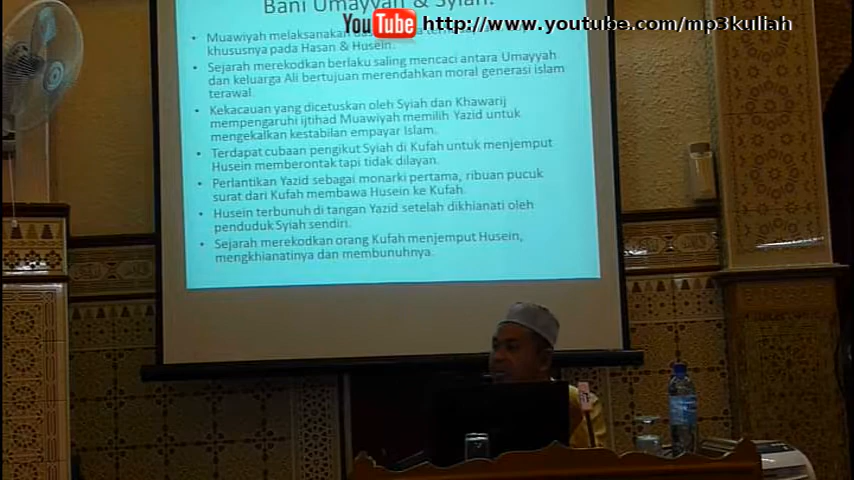 Bani Umayyah & Syiah.
YouTube http://www.youtube.com/mp3kuliah
• Muawiyah melaksanakan
khususnya pada Hasan & Husein.
• Sejarah merekodkan berlaku saling mencaci antara Umayyah
dan keluarga Ali bertujuan merendahkan moral generasi islam
terawal.
• Kekacauan yang dicetuskan oleh Syiah dan Khawarij
mempengaruhi ijtihad Muawiyah memilih Yazid untuk
mengekalkan kestabilan empayar Islam.
• Terdapat cubaan pengikut Syiah di Kufah untuk menjemput
Husein memberontak tapi tidak dilayan.
• Perlantikan Yazid sebagai monarki pertama, ribuan pucuk
surat dari Kufah membawa Husein ke Kufah.
• Husein terbunuh di tangan Yazid setelah dikhianati oleh
penduduk Syiah sendiri.
• Sejarah merekodkan orang Kufah menjemput Husein,
mengkhianatinya dan membunuhnya.